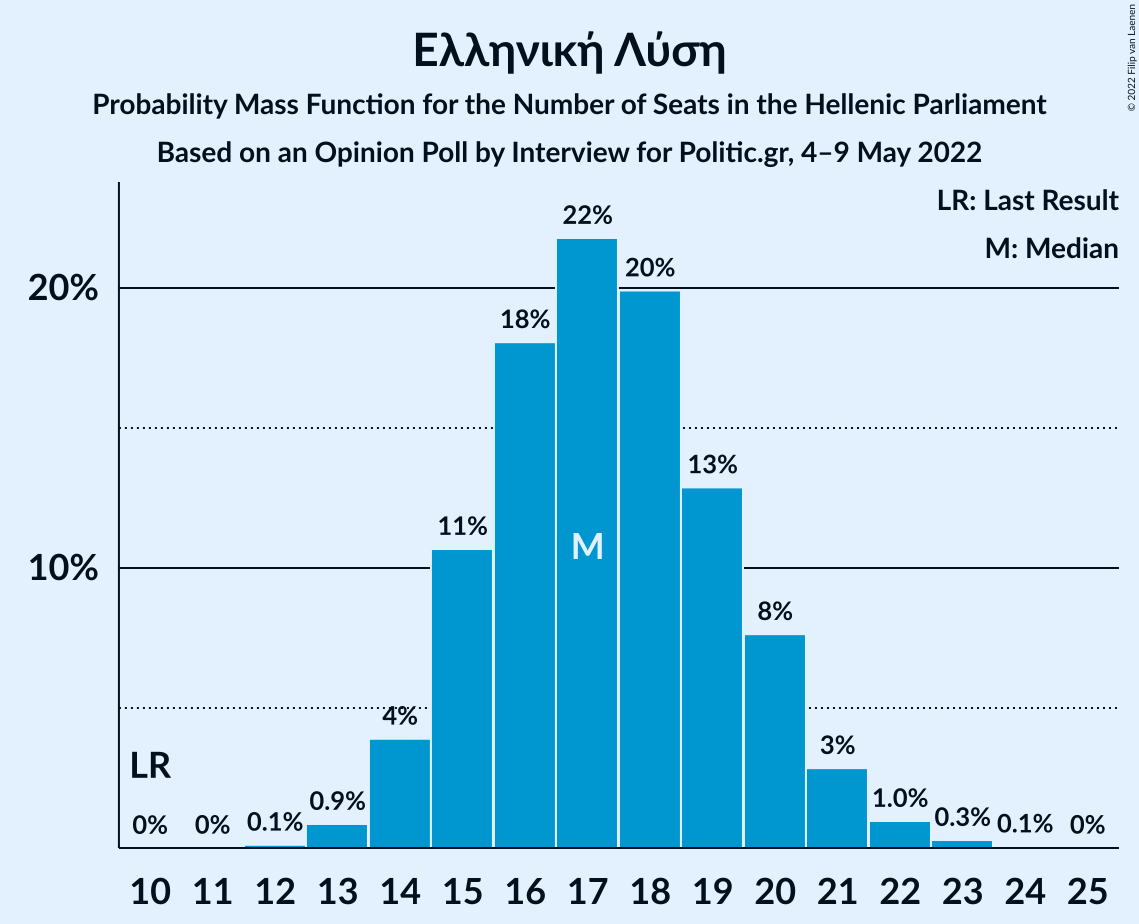 Ελληνική Λύση
Probability Mass Function for the Number of Seats in the Hellenic Parliament
Based on an Opinion Poll by Interview for Politic.gr, 4–9 May 2022
© 2022 Filip van Laenen
LR: Last Result
M: Median
20%
10%
LR
M
0% 0% 0.1% 0.9% 4% 11% 18% 22% 20% 13% 8% 3% 1.0% 0.3% 0.1% 0%
10 11 12 13 14 15 16 17 18 19 20 21 22 23 24 25